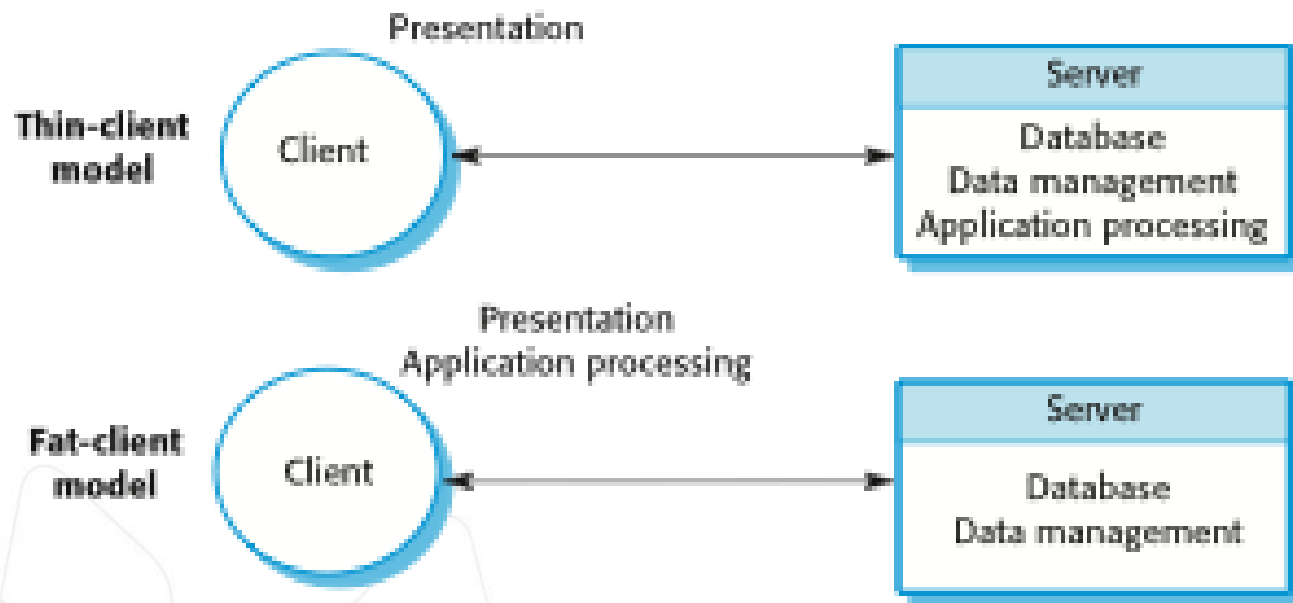 Presentation
Thin-client
model
Client
Server
Database
Data management
Application processing
Presentation
Application processing
Fat-client
model
Client
Server
Database
Data management